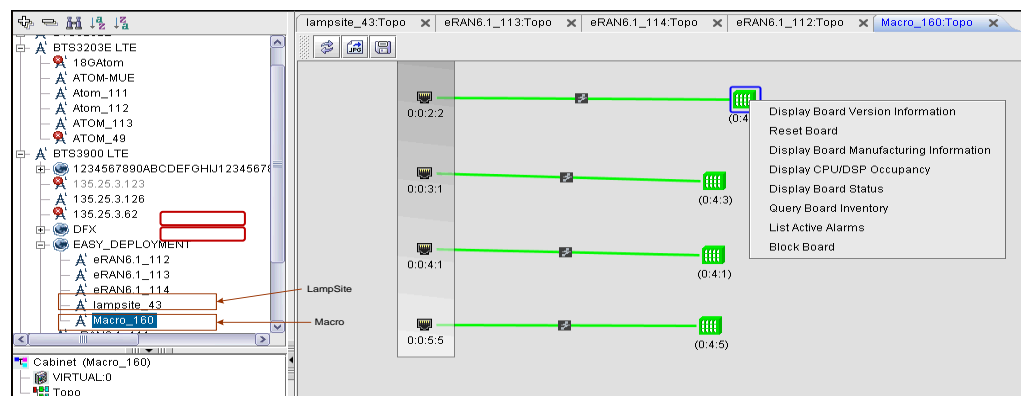 lampsite_43:Topo
eRAN6.1_113:Topo
eRAN6.1_114:Topo
eRAN6.1_112:Topo
Macro_160:Topo
JPG
BTS3203E LTE
18GAtom
ATOM-MUE
Atom_111
Atom_112
ATOM_113
ATOM_49
BTS3900 LTE
1234567890ABCDEFGHIJ12345678
135.25.3.123
135.25.3.126
135.25.3.62
DFX
EASY_DEPLOYMENT
eRAN6.1_112
eRAN6.1_113
eRAN6.1_114
lampsite_43
Macro_160
LampSite
Macro
Cabinet (Macro_160)
VIRTUAL:0
Topo
0:0:2:2
(0:4
0:0:3:1
(0:4:3)
0:0:4:1
(0:4:1)
0:0:5:5
(0:4:5)
Display Board Version Information
Reset Board
Display Board Manufacturing Information
Display CPU/DSP Occupancy
Display Board Status
Query Board Inventory
List Active Alarms
Block Board